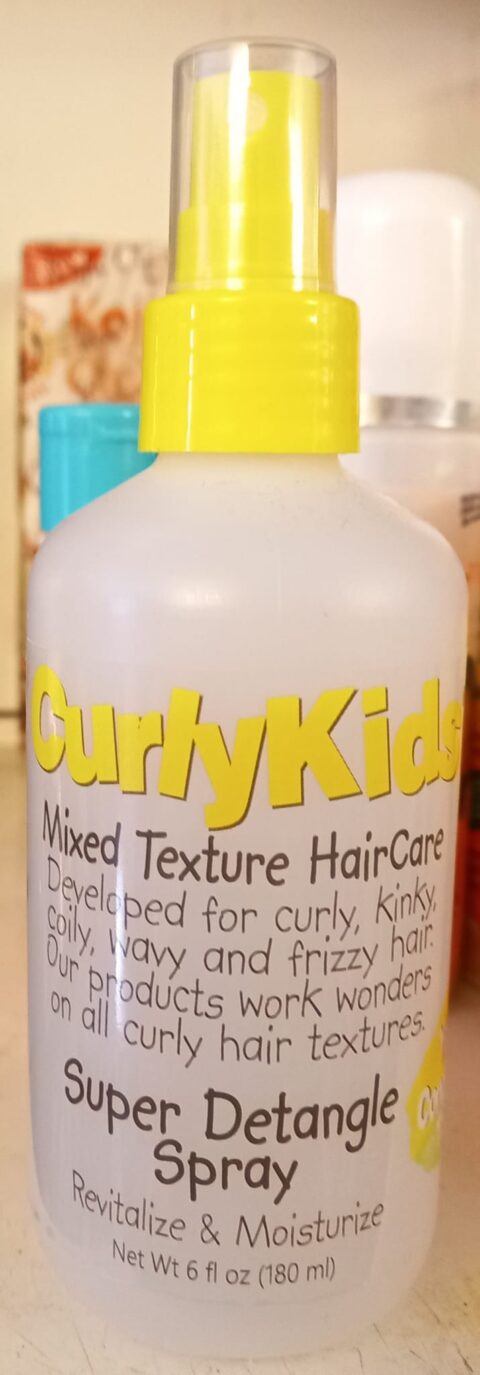 CurlyKids
Mixed Texture HairCare
Developed for curly, kinky,
coily, wavy and frizzy hair.
Our products work wonders
on all curly hair textures.
Super Detangle
Spray
Revitalize & Moisturize
Net Wt 6 fl oz (180 ml)